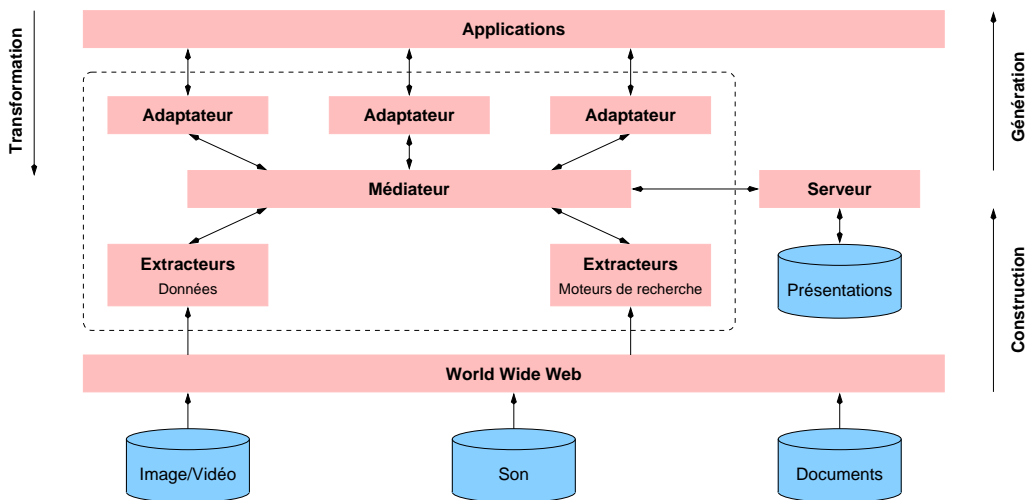 Applications
Transformation
Génération
Adaptateur
Adaptateur
Adaptateur
Médiateur
Serveur
Extracteurs
Données
Extracteurs
Moteurs de recherche
Présentations
Construction
World Wide Web
Image/Vidéo
Son
Documents